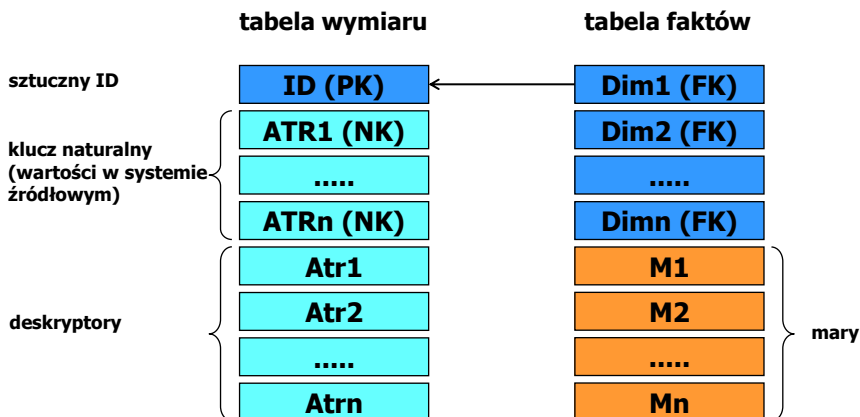 tabela wymiaru
tabela faktów
sztuczny ID
ID (PK)
Dim1 (FK)
klucz naturalny
(wartości w systemie
źródłowym)
ATR1 (NK)
Dim2 (FK)
.....
.....
ATRn (NK)
Dimn (FK)
deskryptory
Atr1
M1
Atr2
M2
.....
.....
Atrn
Mn
mary